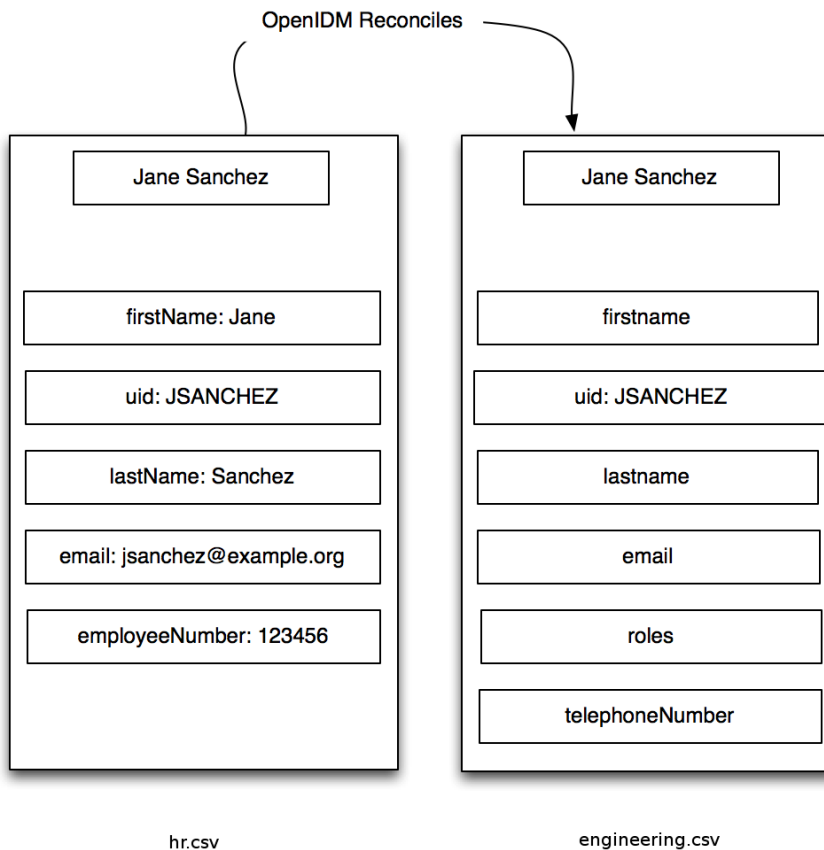 OpenIDM Reconciles
Jane Sanchez
firstName: Jane
uid: JSANCHEZ
lastName: Sanchez
email: jsanchez@example.org
employeeNumber: 123456
hr.csv
Jane Sanchez
firstname
uid: JSANCHEZ
lastname
email
roles
telephoneNumber
engineering.csv